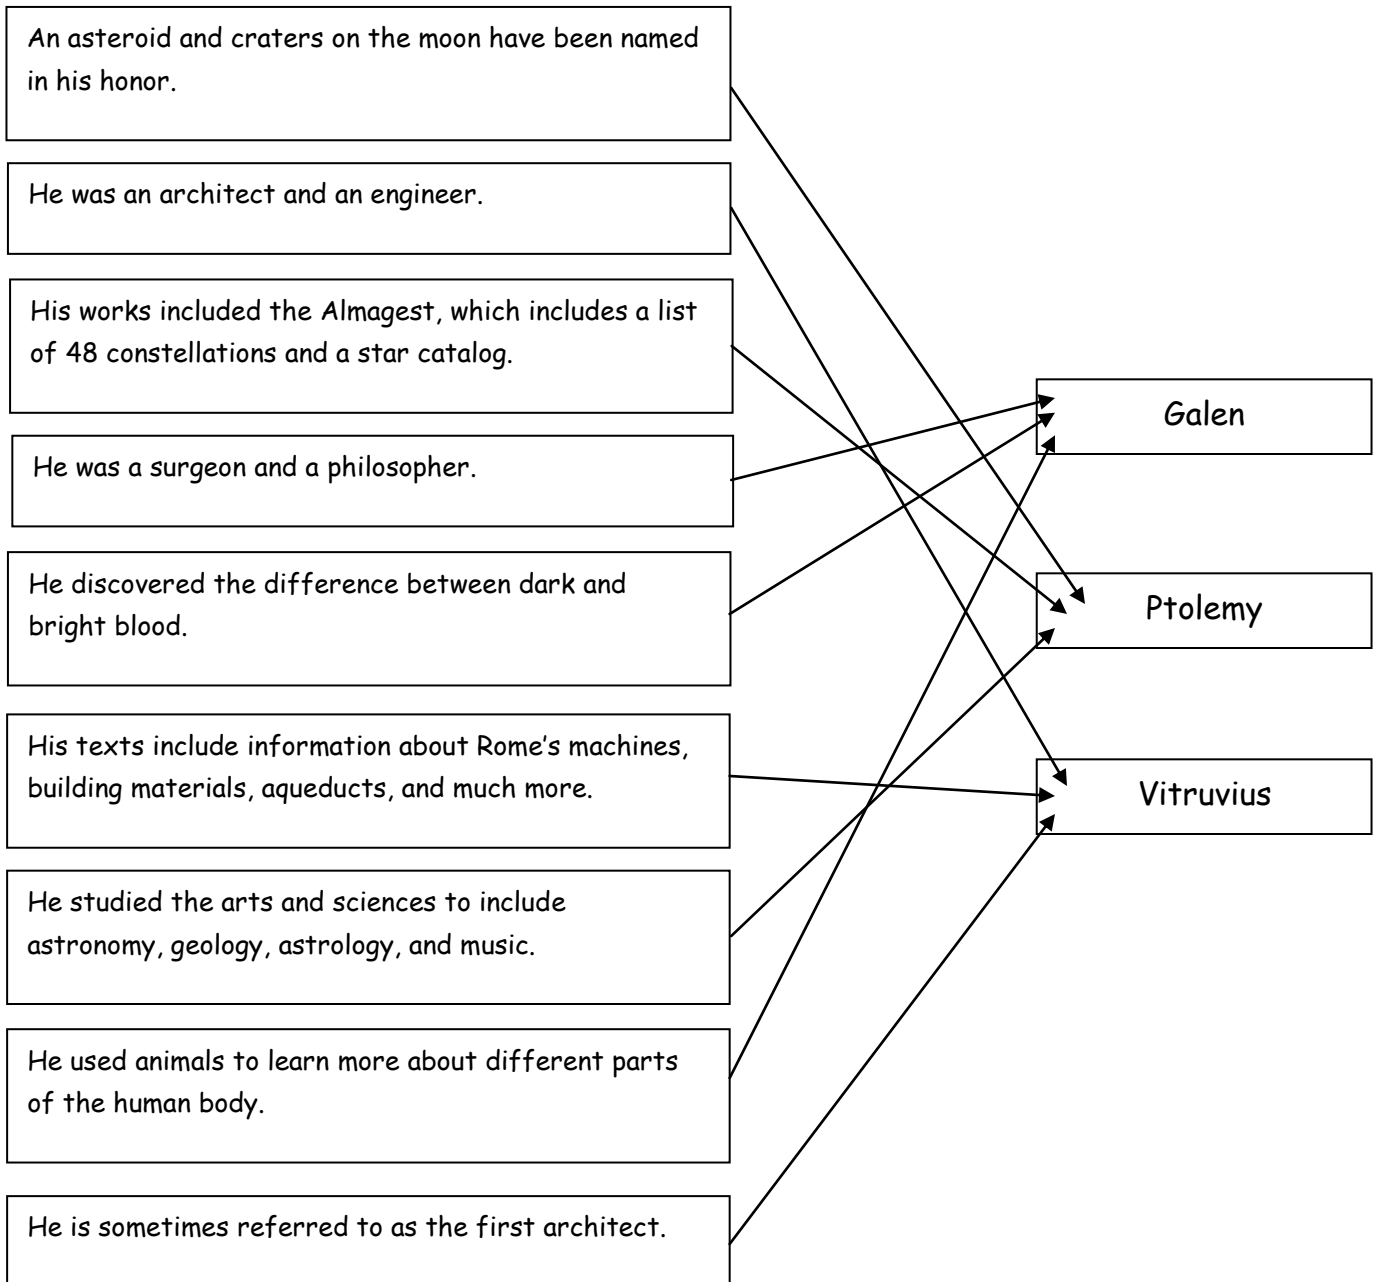 An asteroid and craters on the moon have been named
in his honor.
He was an architect and an engineer.
His works included the Almagest, which includes a list
of 48 constellations and a star catalog.
He was a surgeon and a philosopher.
He discovered the difference between dark and
bright blood.
His texts include information about Rome’s machines,
building materials, aqueducts, and much more.
He studied the arts and sciences to include
astronomy, geology, astrology, and music.
He used animals to learn more about different parts
of the human body.
He is sometimes referred to as the first architect.
Galen
Ptolemy
Vitruvius